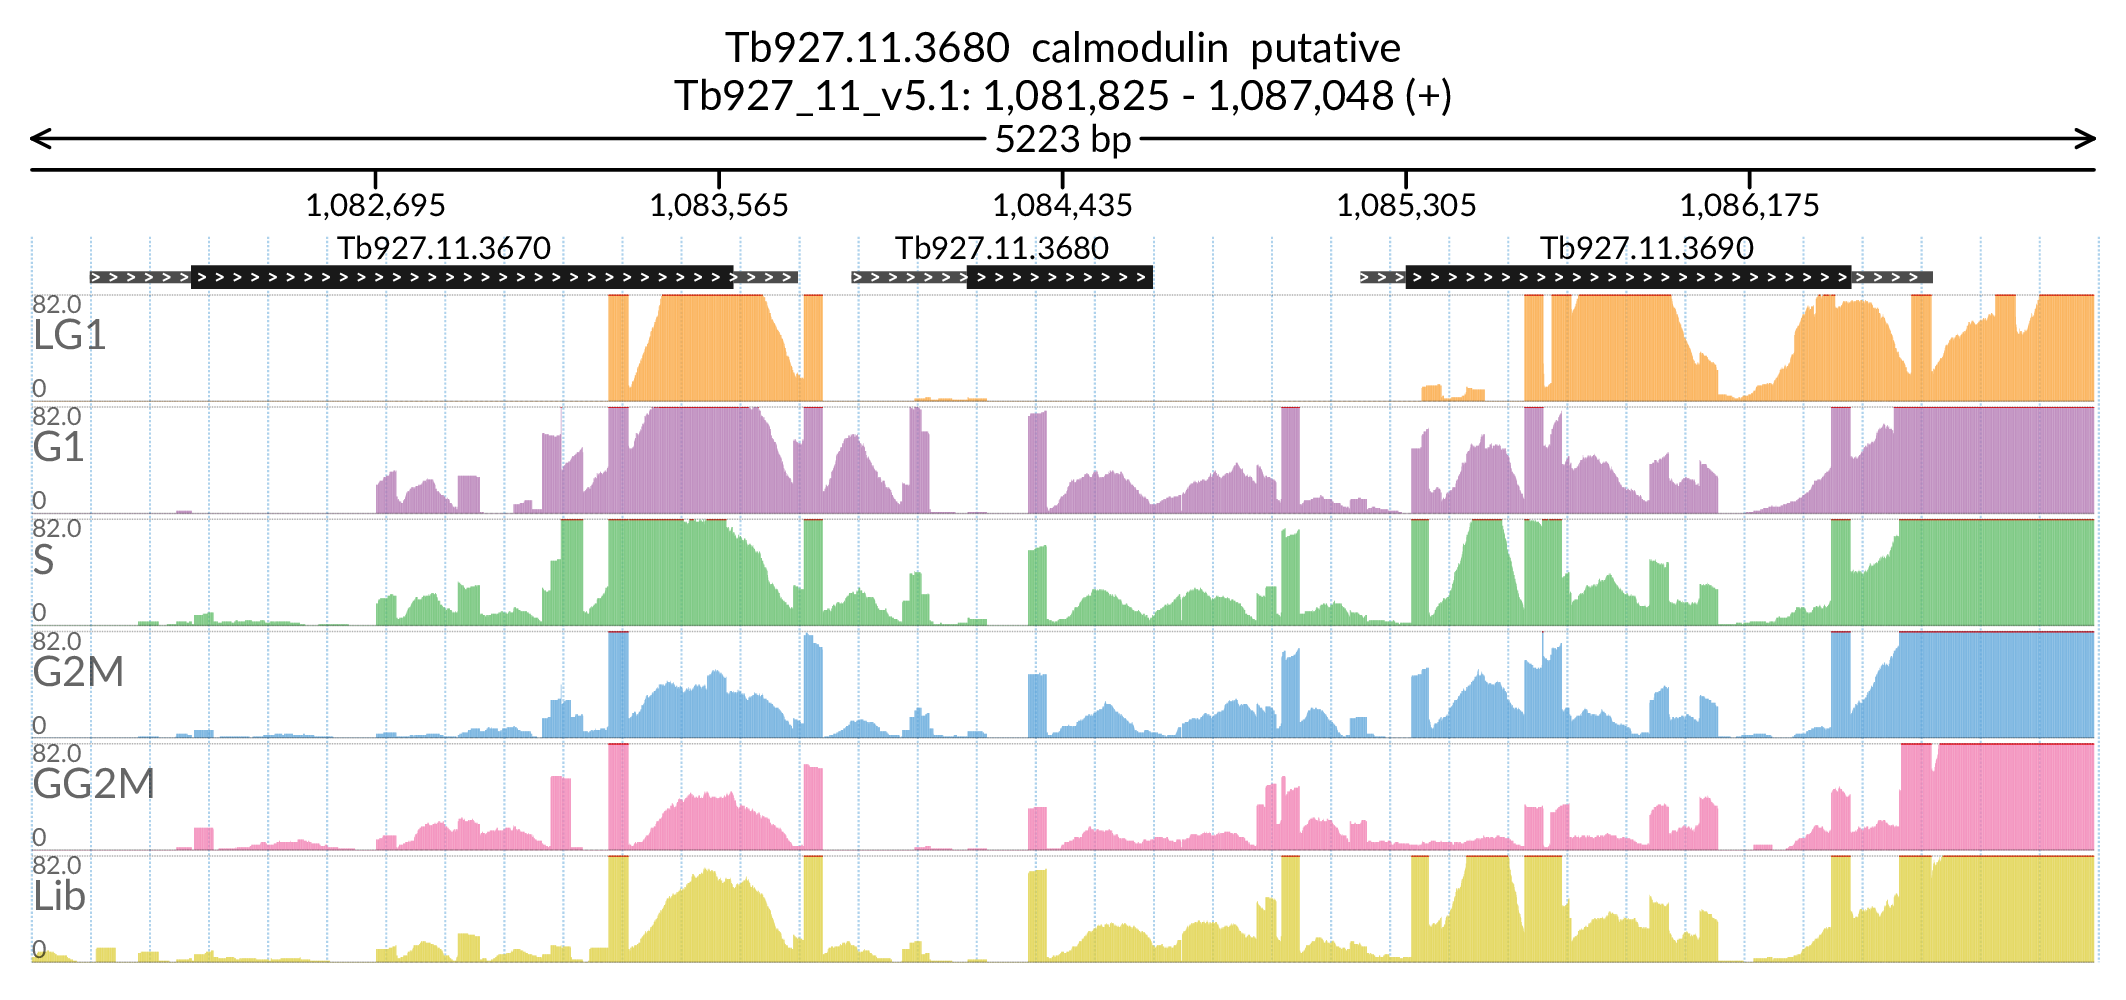 Tb927.11.3680 calmodulin putative
Tb927_11_v5.1: 1,081,825 - 1,087,048 (+)
5223 bp
1,082,695 1,083,565 1,084,435 1,085,305 1,086,175
Tb927.11.3670 Tb927.11.3680 Tb927.11.3690
82.0
LG1
0
82.0
G1
0
82.0
S
0
82.0
G2M
0
82.0
GG2M
0
82.0
Lib
0